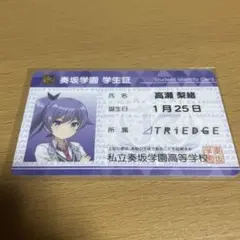 奏坂学園 学生証
Student Identity Card
氏名 高瀬 梨緒
誕生日 1月25日
所属 ⊿TRiEDGE
私立奏坂学園高等学校